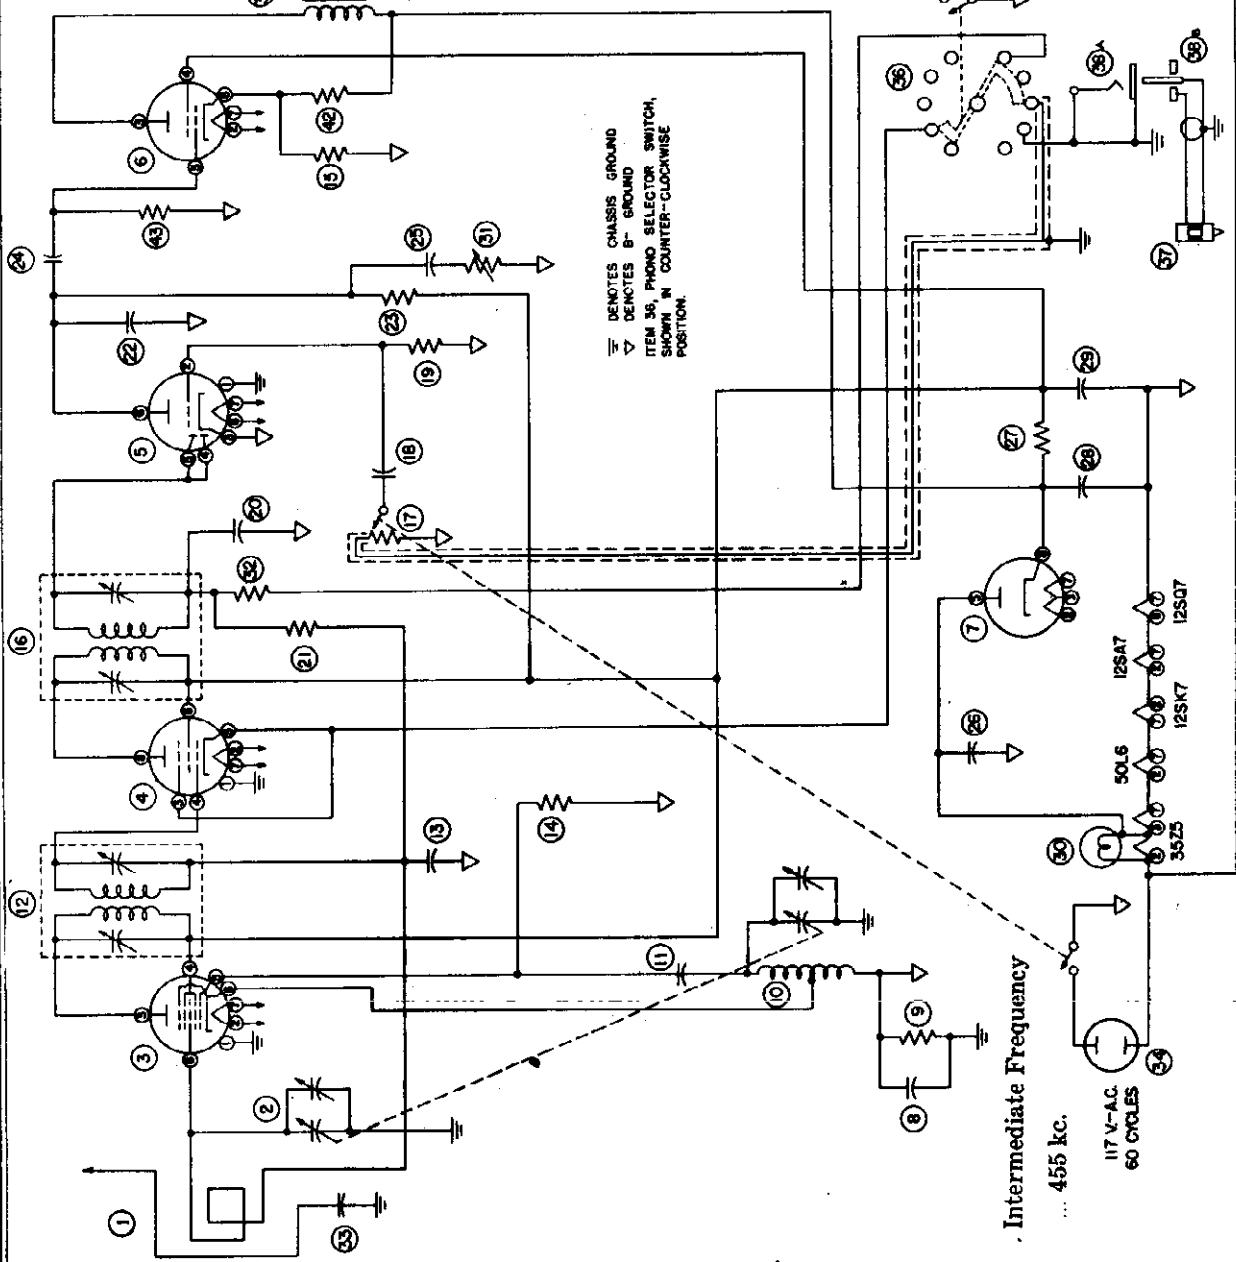 ⏚ DENOTES CHASSIS GROUND
▽ DENOTES B- GROUND
ITEM 36, PHONO SELECTOR SWITCH,
SHOWN IN COUNTER-CLOCKWISE
POSITION.
1
2
3
4
5
6
7
8
9
10
11
12
13
14
15
16
17
18
19
20
21
22
23
24
25
26
27
28
29
30
31
32
33
34
36
37
38A
38B
42
43
35Z5
50L6
12SK7
12SA7
12SQ7
Intermediate Frequency
... 455 kc.
117 V.-A.C.
60 CYCLES